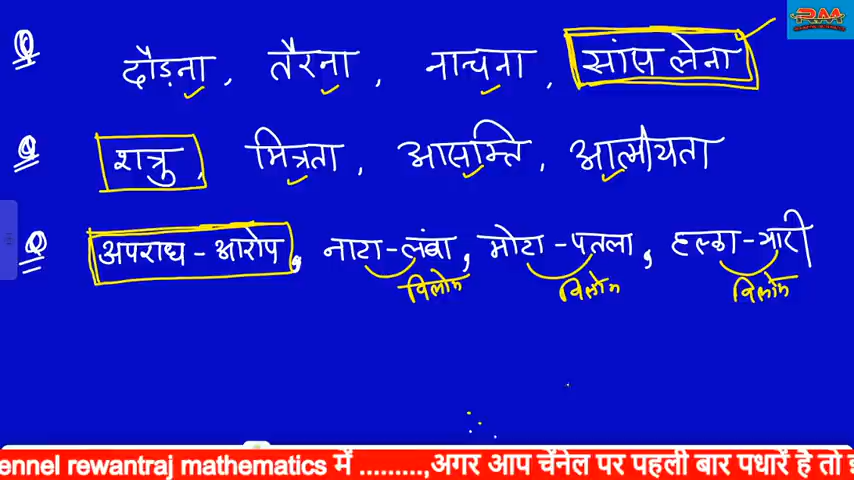 RAA
Q दौड़ना, तैरना, नाचना, सांस लेना
Q शत्रु, मित्रता, आसक्ति, आत्मीयता
Q अपराध - आरोप, नाटा - लंबा, मोटा - पतला, हल्का - भारी
विलोम विलोम विलोम
ennel rewantraj mathematics में .........,अगर आप चेंनेल पर पहली बार पधारें है तो इ